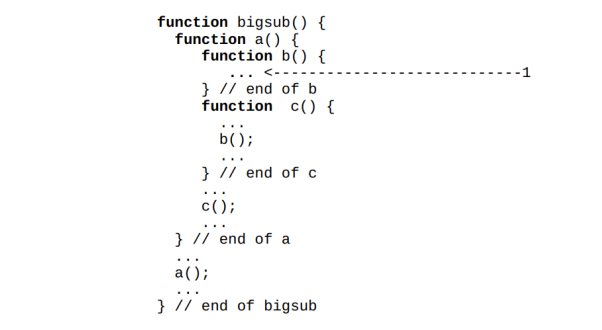 function bigsub() {
function a() {
function b() {
... <----------------------------1
} // end of b
function c() {
...
b();
...
} // end of c
...
c();
...
} // end of a
...
a();
...
} // end of bigsub